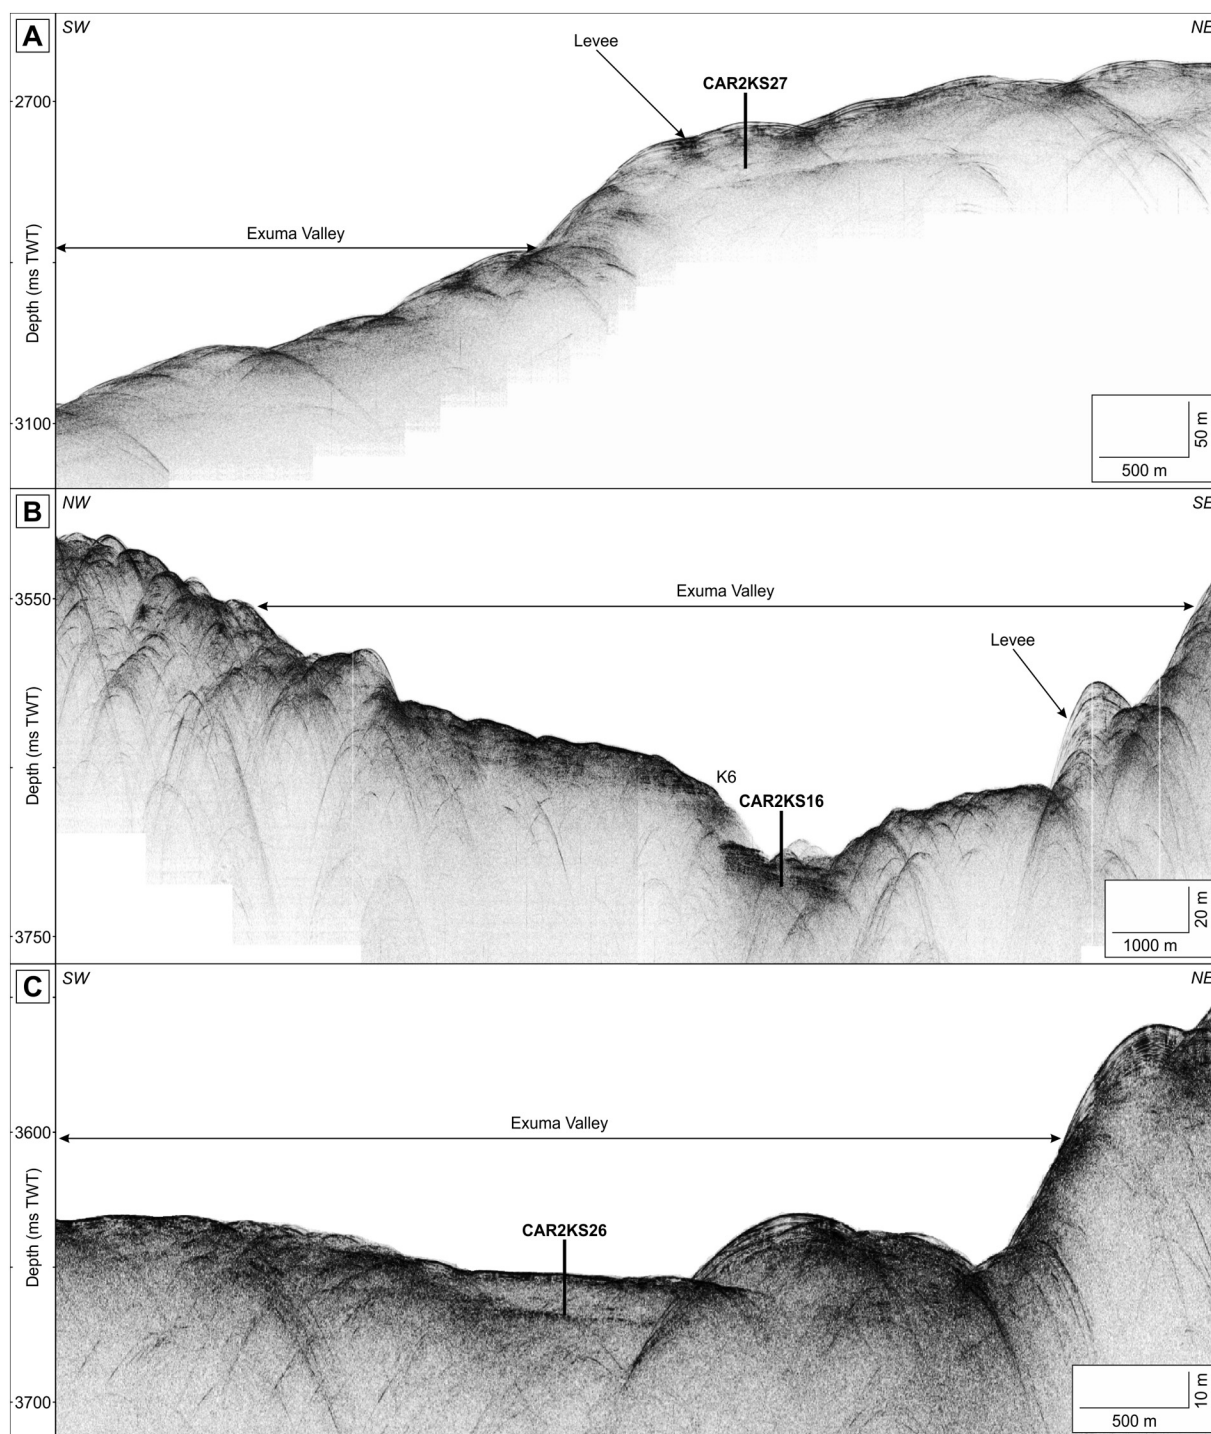 A
SW
NE
Levee
CAR2KS27
2700
Exuma Valley
Depth (ms TWT)
3100
50 m
500 m
B
NW
SE
3550
Exuma Valley
Levee
Depth (ms TWT)
K6
CAR2KS16
3750
20 m
1000 m
C
SW
NE
3600
Exuma Valley
Depth (ms TWT)
CAR2KS26
3700
10 m
500 m